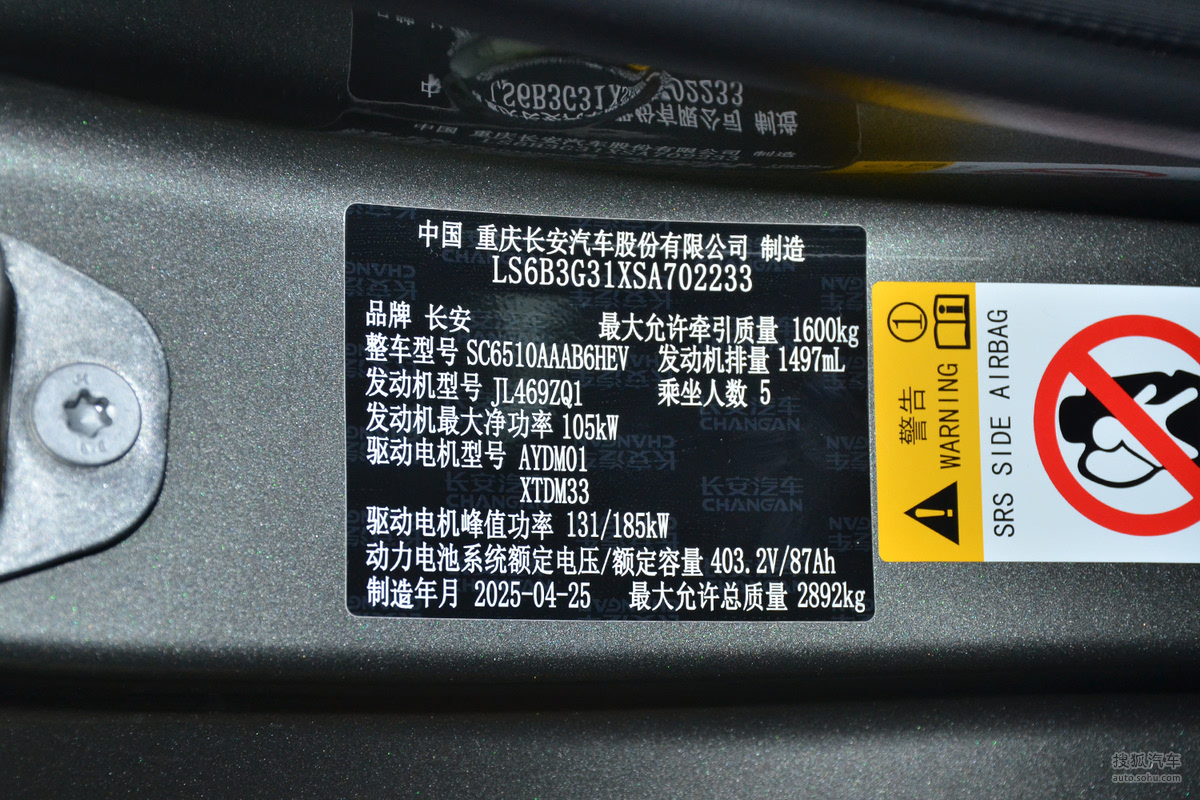 中国 重庆长安汽车股份有限公司 制造
LS6B3G31XSA702233
品牌 长安 最大允许牵引质量 1600kg
整车型号 SC6510AAAB6HEV 发动机排量 1497mL
发动机型号 JL469ZQ1 乘坐人数 5
发动机最大净功率 105kW
驱动电机型号 AYDM01
XTDM33
驱动电机峰值功率 131/185kW
动力电池系统额定电压/额定容量 403.2V/87Ah
制造年月 2025-04-25 最大允许总质量 2892kg
长安汽车
CHANGAN
① 
警告 WARNING
SRS SIDE AIRBAG
搜狐汽车
auto.sohu.com